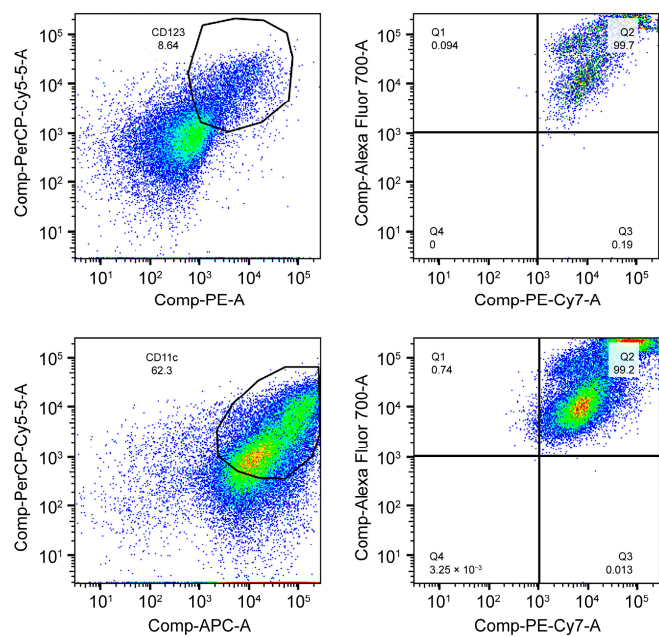 CD123
8.64
10⁵
10⁴
10³
10²
10¹
Comp-PerCP-Cy5-5-A
10¹ 10² 10³ 10⁴ 10⁵
Comp-PE-A
Q1
0.094
Q2
99.7
Q4
0
Q3
0.19
10⁵
10⁴
10³
10²
10¹
Comp-Alexa Fluor 700-A
10¹ 10² 10³ 10⁴ 10⁵
Comp-PE-Cy7-A
CD11c
62.3
10⁵
10⁴
10³
10²
10¹
Comp-PerCP-Cy5-5-A
10¹ 10² 10³ 10⁴ 10⁵
Comp-APC-A
Q1
0.74
Q2
99.2
Q4
3.25 × 10⁻³
Q3
0.013
10⁵
10⁴
10³
10²
10¹
Comp-Alexa Fluor 700-A
10¹ 10² 10³ 10⁴ 10⁵
Comp-PE-Cy7-A